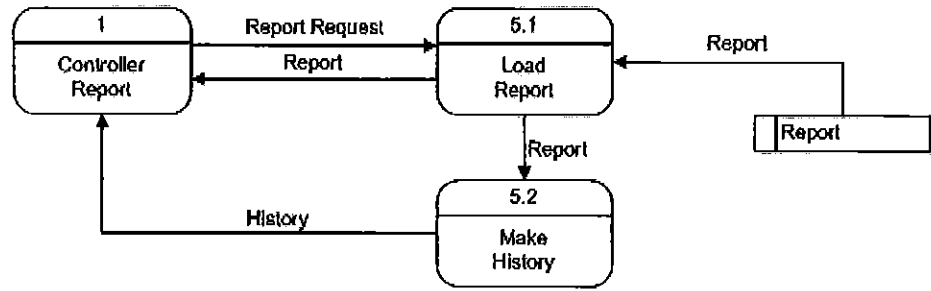 1
Controller
Report
Report Request
Report
5.1
Load
Report
Report
Report
Report
5.2
Make
History
History